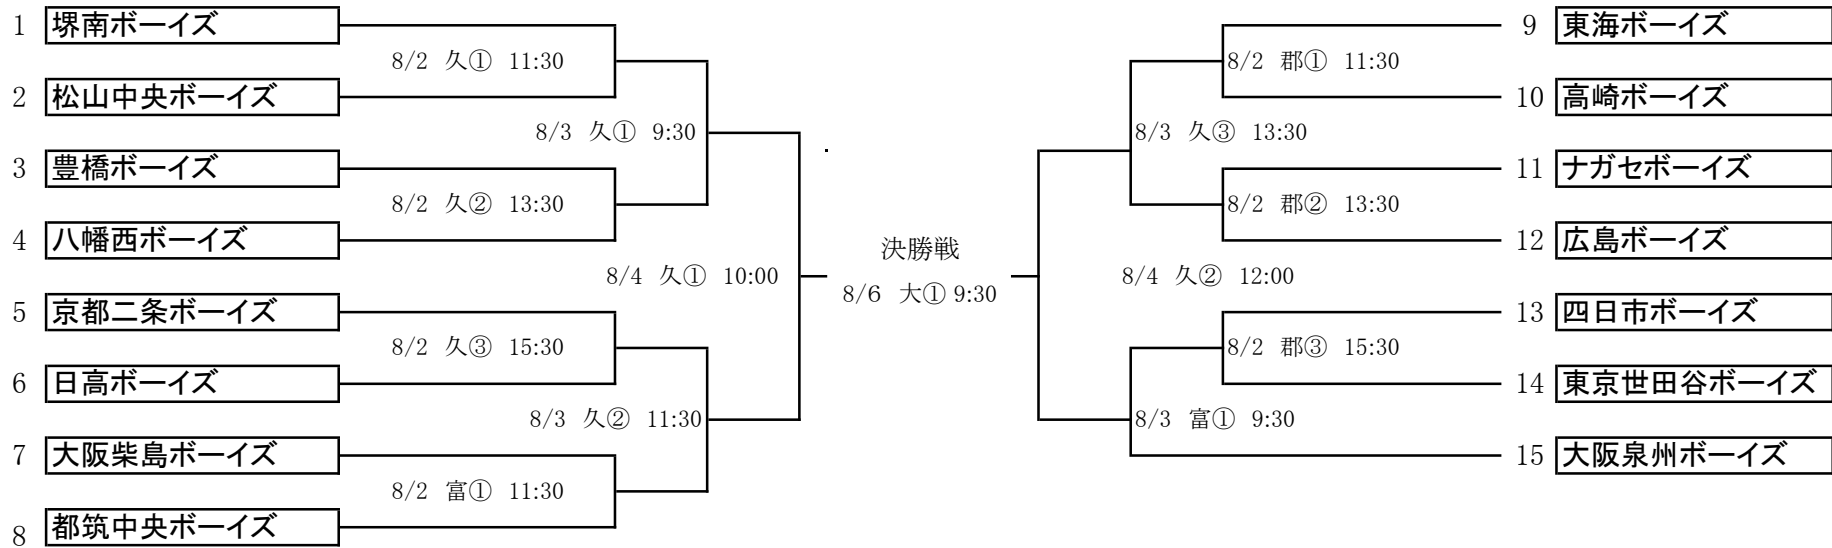 1 堺南ボーイズ
8/2 久① 11:30
2 松山中央ボーイズ
8/3 久① 9:30
3 豊橋ボーイズ
8/2 久② 13:30
4 八幡西ボーイズ
8/4 久① 10:00
5 京都二条ボーイズ
8/2 久③ 15:30
6 日高ボーイズ
8/3 久② 11:30
7 大阪柴島ボーイズ
8/2 富① 11:30
8 都筑中央ボーイズ
決勝戦
8/6 大① 9:30
9 東海ボーイズ
8/2 郡① 11:30
10 高崎ボーイズ
8/3 久③ 13:30
11 ナガセボーイズ
8/2 郡② 13:30
12 広島ボーイズ
8/4 久② 12:00
13 四日市ボーイズ
8/2 郡③ 15:30
14 東京世田谷ボーイズ
8/3 富① 9:30
15 大阪泉州ボーイズ